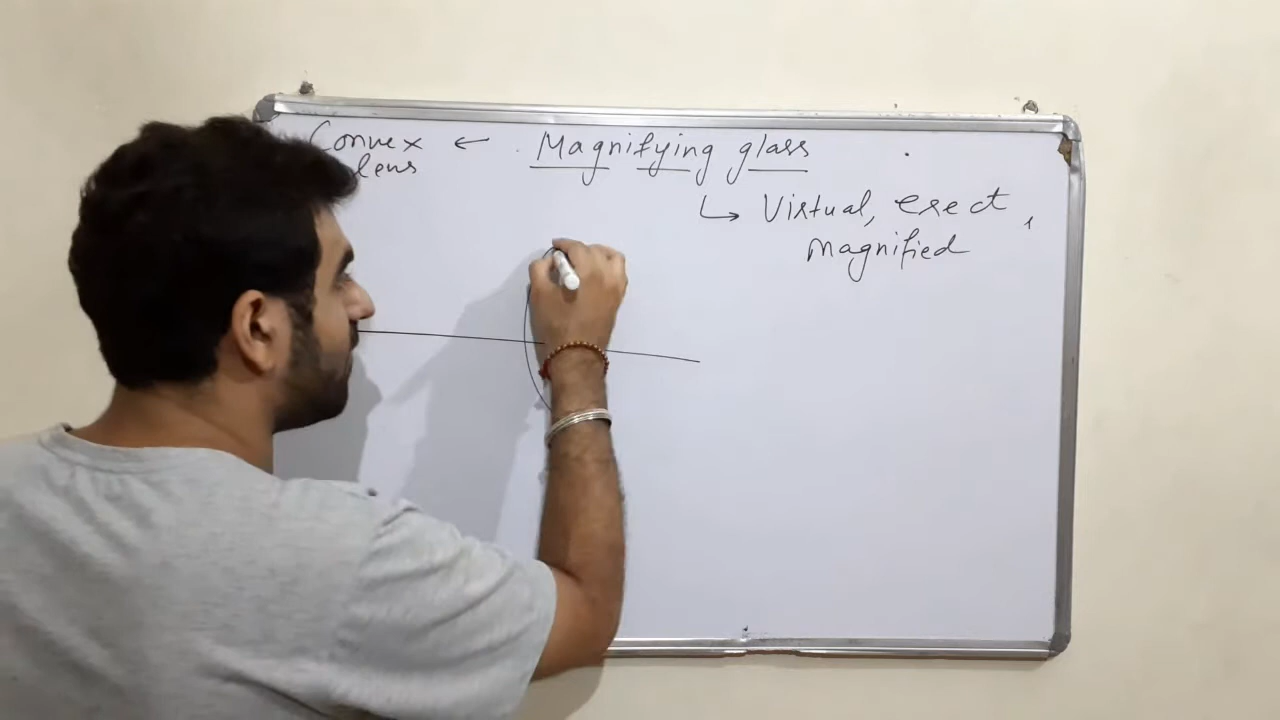 Convex ← Magnifying glass
lens
↳ Virtual, erect,
magnified